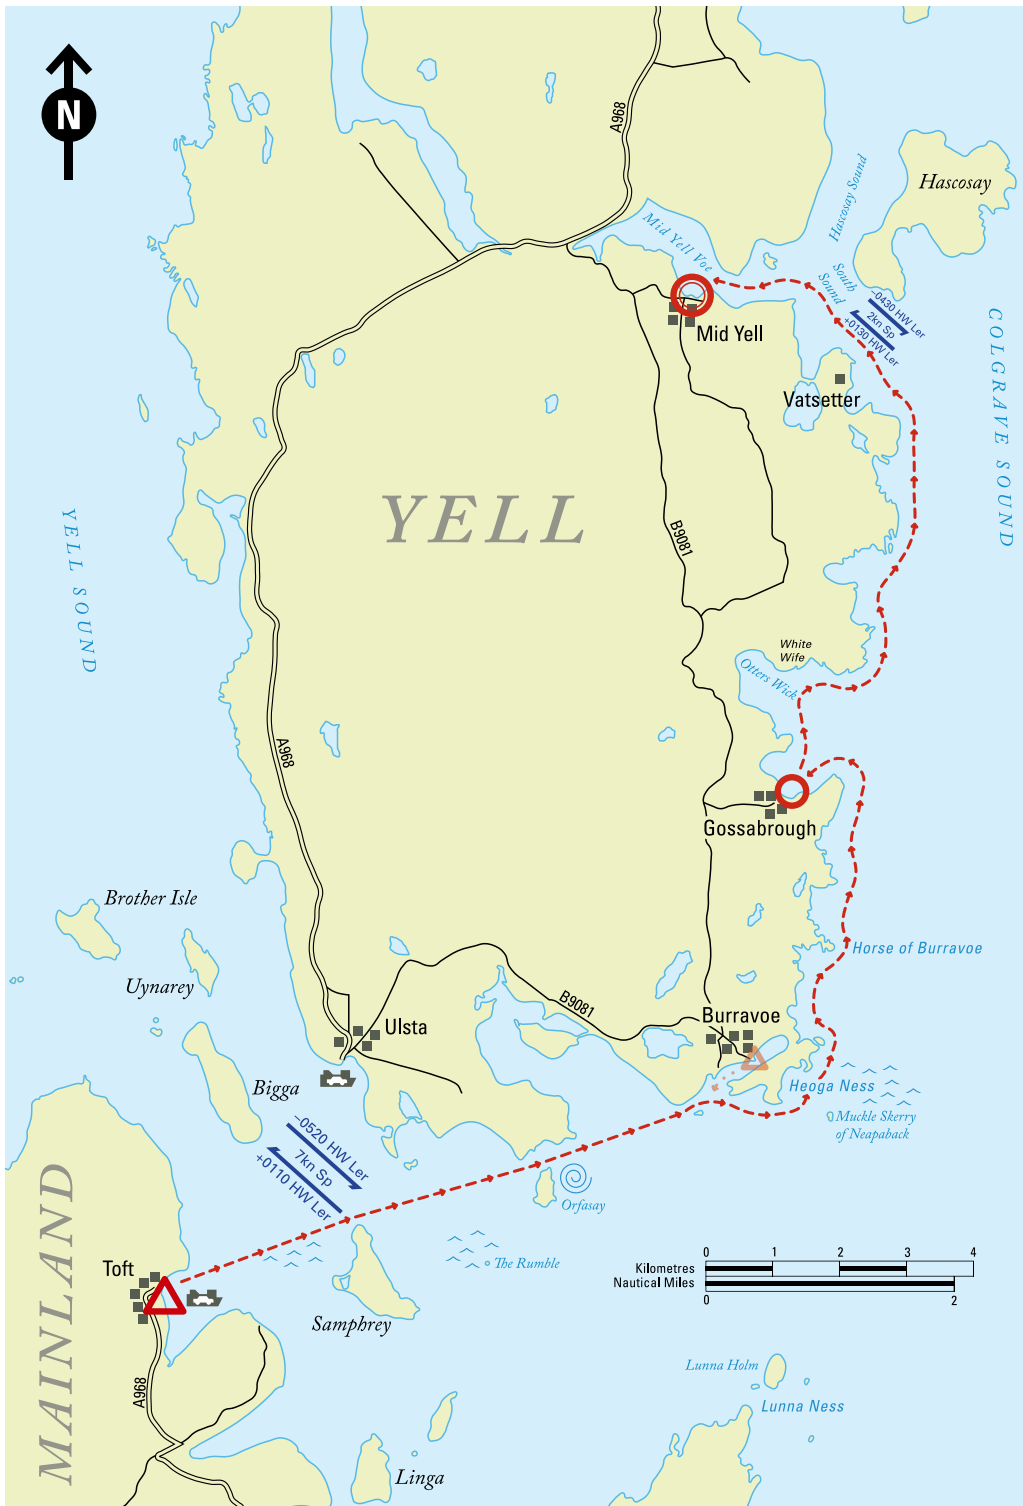 N
A968
Hascosay
Hascosay Sound
Mid Yell Voe
South
Sound
–0430 HW Ler
2kn Sp
+0130 HW Ler
Mid Yell
Vatsetter
COLGRAVE SOUND
YELL
YELL SOUND
B9081
White
Wife
Otters Wick
A968
Gossabrough
Brother Isle
Horse of Burravoe
Uynarey
B9081
Burravoe
Ulsta
Bigga
Heoga Ness
Muckle Skerry
of Neapaback
–0520 HW Ler
7kn Sp
+0110 HW Ler
Orfasay
MAINLAND
Toft
The Rumble
0 1 2 3 4
Kilometres
Nautical Miles
0 2
Samphrey
Lunna Holm
A968
Lunna Ness
Linga